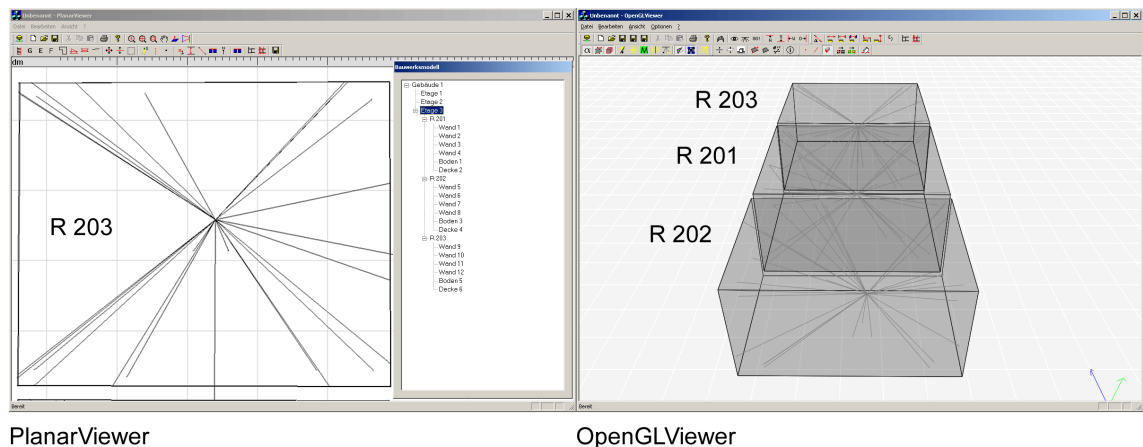 Unbenannt - PlanarViewer
Datei Bearbeiten Ansicht ?
G E F
dm
R 203
Bauwerksmodell
Gebäude 1
Etage 1
Etage 2
Etage 3
R 201
Wand 1
Wand 2
Wand 3
Wand 4
Boden 1
Decke 2
R 202
Wand 5
Wand 6
Wand 7
Wand 8
Boden 3
Decke 4
R 203
Wand 9
Wand 10
Wand 11
Wand 12
Boden 5
Decke 6
Bereit
PlanarViewer
Unbenannt - OpenGLViewer
Datei Bearbeiten Ansicht Optionen ?
R 203
R 201
R 202
Bereit
OpenGLViewer